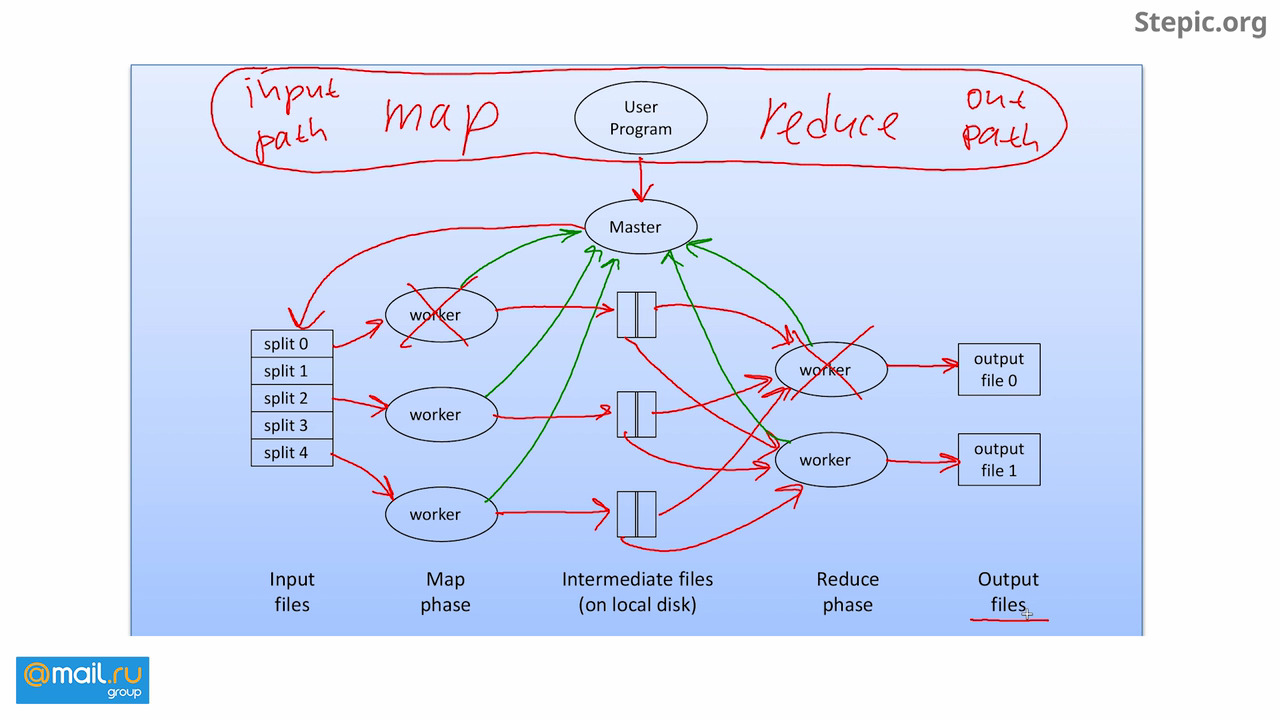 Stepic.org
input
path
map
User
Program
reduce
out
path
Master
worker
split 0
split 1
split 2
split 3
split 4
worker
worker
worker
worker
output
file 0
output
file 1
Input
files
Map
phase
Intermediate files
(on local disk)
Reduce
phase
Output
files
@mail.ru
group